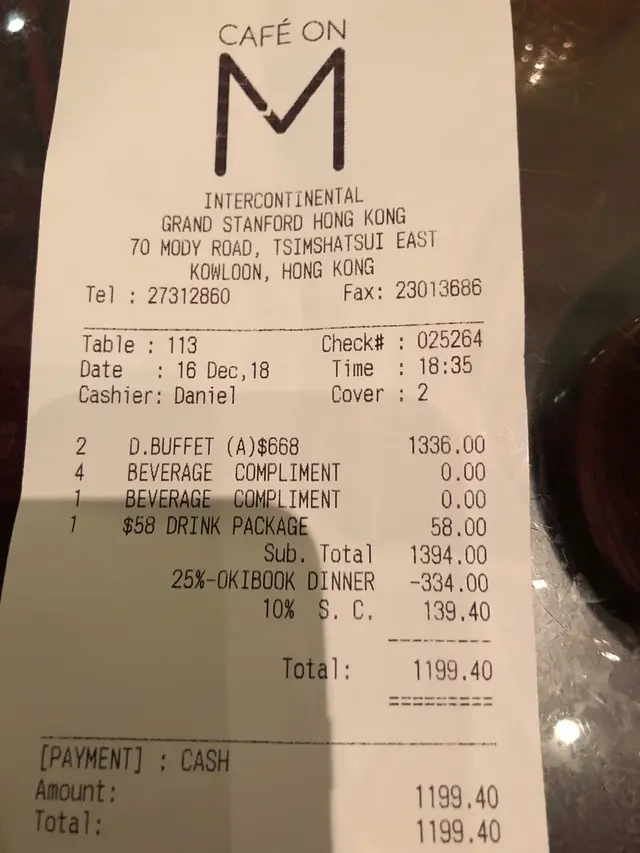 CAFÉ ON
M
INTERCONTINENTAL
GRAND STANFORD HONG KONG
70 MODY ROAD, TSIMSHATSUI EAST
KOWLOON, HONG KONG
Tel : 27312860 Fax: 23013686
Table : 113 Check# : 025264
Date : 16 Dec,18 Time : 18:35
Cashier: Daniel Cover : 2
2 D.BUFFET (A)$668 1336.00
4 BEVERAGE COMPLIMENT 0.00
1 BEVERAGE COMPLIMENT 0.00
1 $58 DRINK PACKAGE 58.00
Sub. Total 1394.00
25%-OKIBOOK DINNER -334.00
10% S. C. 139.40
Total: 1199.40
[PAYMENT] : CASH
Amount: 1199.40
Total: 1199.40